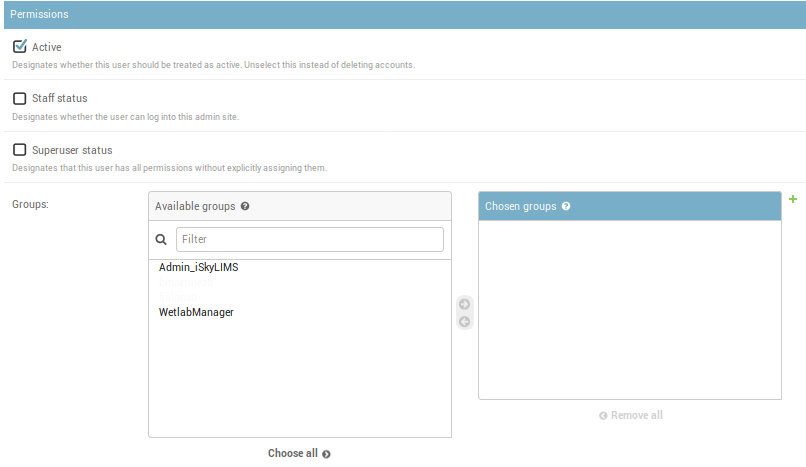 Permissions
Active
Designates whether this user should be treated as active. Unselect this instead of deleting accounts.
Staff status
Designates whether the user can log into this admin site.
Superuser status
Designates that this user has all permissions without explicitly assigning them.
Groups:
Available groups
Chosen groups
Filter
Admin_iSkyLIMS
WetlabManager
Remove all
Choose all